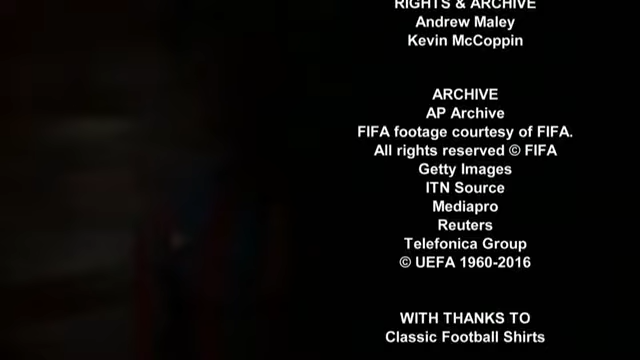 RIGHTS & ARCHIVE
Andrew Maley
Kevin McCoppin
ARCHIVE
AP Archive
FIFA footage courtesy of FIFA.
All rights reserved © FIFA
Getty Images
ITN Source
Mediapro
Reuters
Telefonica Group
© UEFA 1960-2016
WITH THANKS TO
Classic Football Shirts